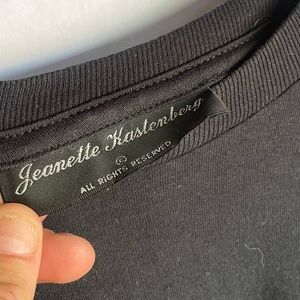 Jeanette Kastenberg
©
ALL RIGHTS RESERVED